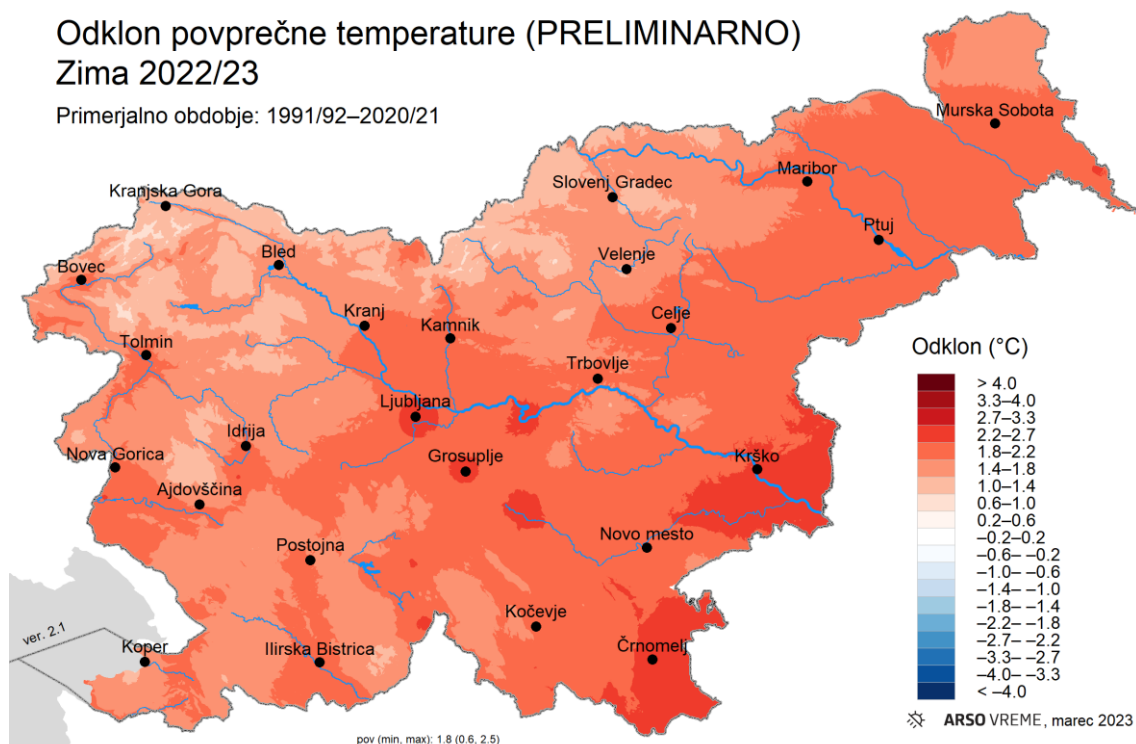 Odklon povprečne temperature (PRELIMINARNO)
Zima 2022/23
Primerjalno obdobje: 1991/92–2020/21
Murska Sobota
Maribor
Slovenj Gradec
Kranjska Gora
Ptuj
Bled
Velenje
Bovec
Kranj
Celje
Kamnik
Tolmin
Trbovlje
Ljubljana
Idrija
Nova Gorica
Grosuplje
Krško
Ajdovščina
Novo mesto
Postojna
Kočevje
Koper
Ilirska Bistrica
Črnomelj
ver. 2.1
Odklon (°C)
> 4.0
3.3–4.0
2.7–3.3
2.2–2.7
1.8–2.2
1.4–1.8
1.0–1.4
0.6–1.0
0.2–0.6
–0.2–0.2
–0.6– –0.2
–1.0– –0.6
–1.4– –1.0
–1.8– –1.4
–2.2– –1.8
–2.7– –2.2
–3.3– –2.7
–4.0– –3.3
< –4.0
ARSO VREME, marec 2023
pov (min, max): 1.8 (0.6, 2.5)